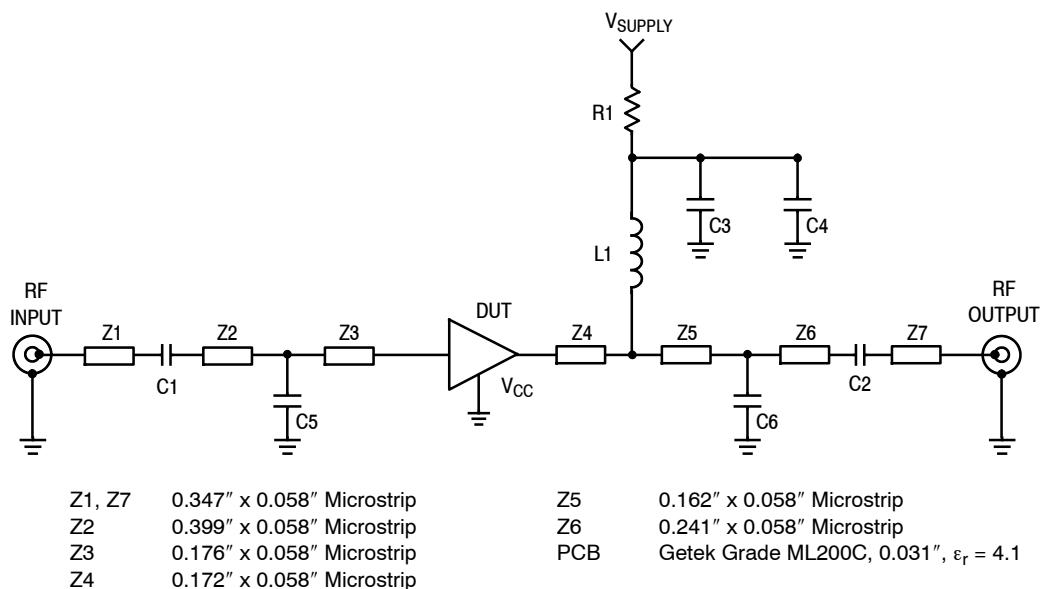 VSUPPLY
R1
C3
C4
L1
RF
INPUT
Z1
Z2
Z3
DUT
Z4
Z5
Z6
Z7
RF
OUTPUT
C1
C5
VCC
C6
C2
Z1, Z7 0.347″ x 0.058″ Microstrip
Z2 0.399″ x 0.058″ Microstrip
Z3 0.176″ x 0.058″ Microstrip
Z4 0.172″ x 0.058″ Microstrip
Z5 0.162″ x 0.058″ Microstrip
Z6 0.241″ x 0.058″ Microstrip
PCB Getek Grade ML200C, 0.031″, εr = 4.1